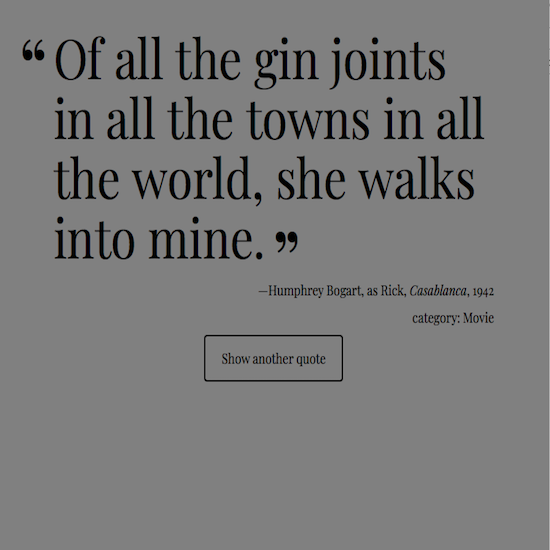 “Of all the gin joints
in all the towns in all
the world, she walks
into mine.”
—Humphrey Bogart, as Rick, Casablanca, 1942
category: Movie
Show another quote